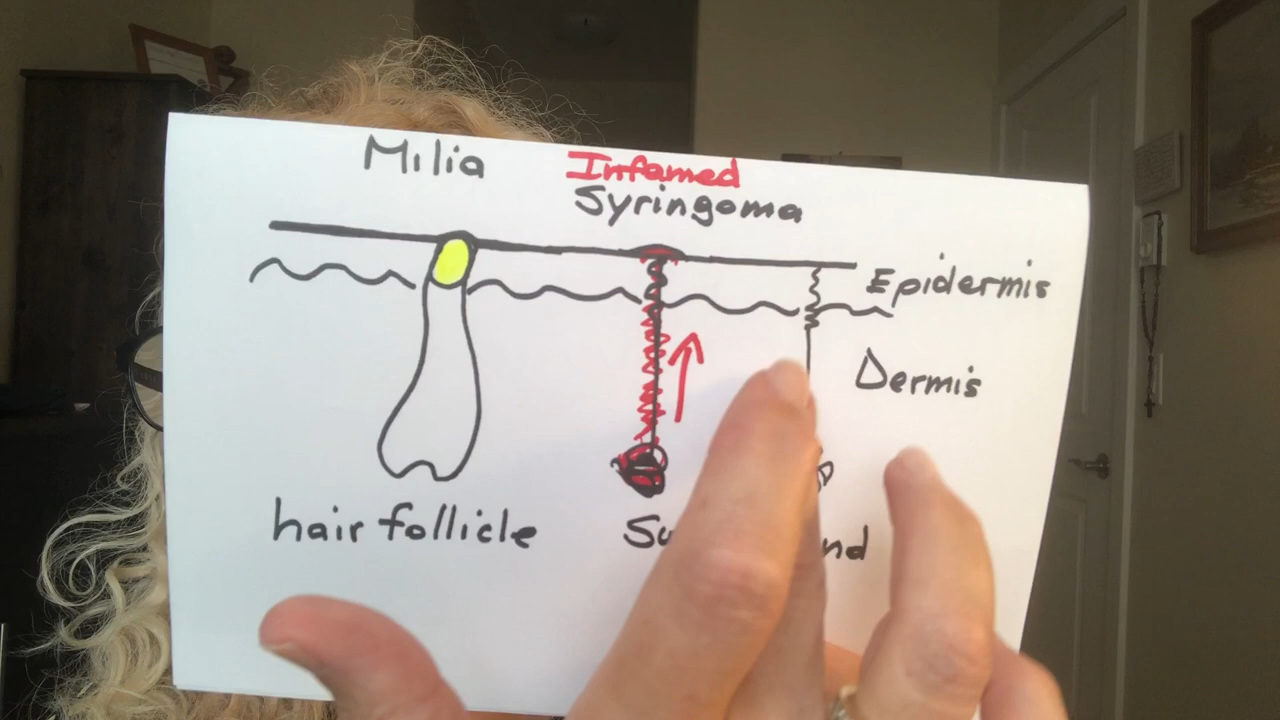 Milia
Infamed
Syringoma
Epidermis
Dermis
hair follicle